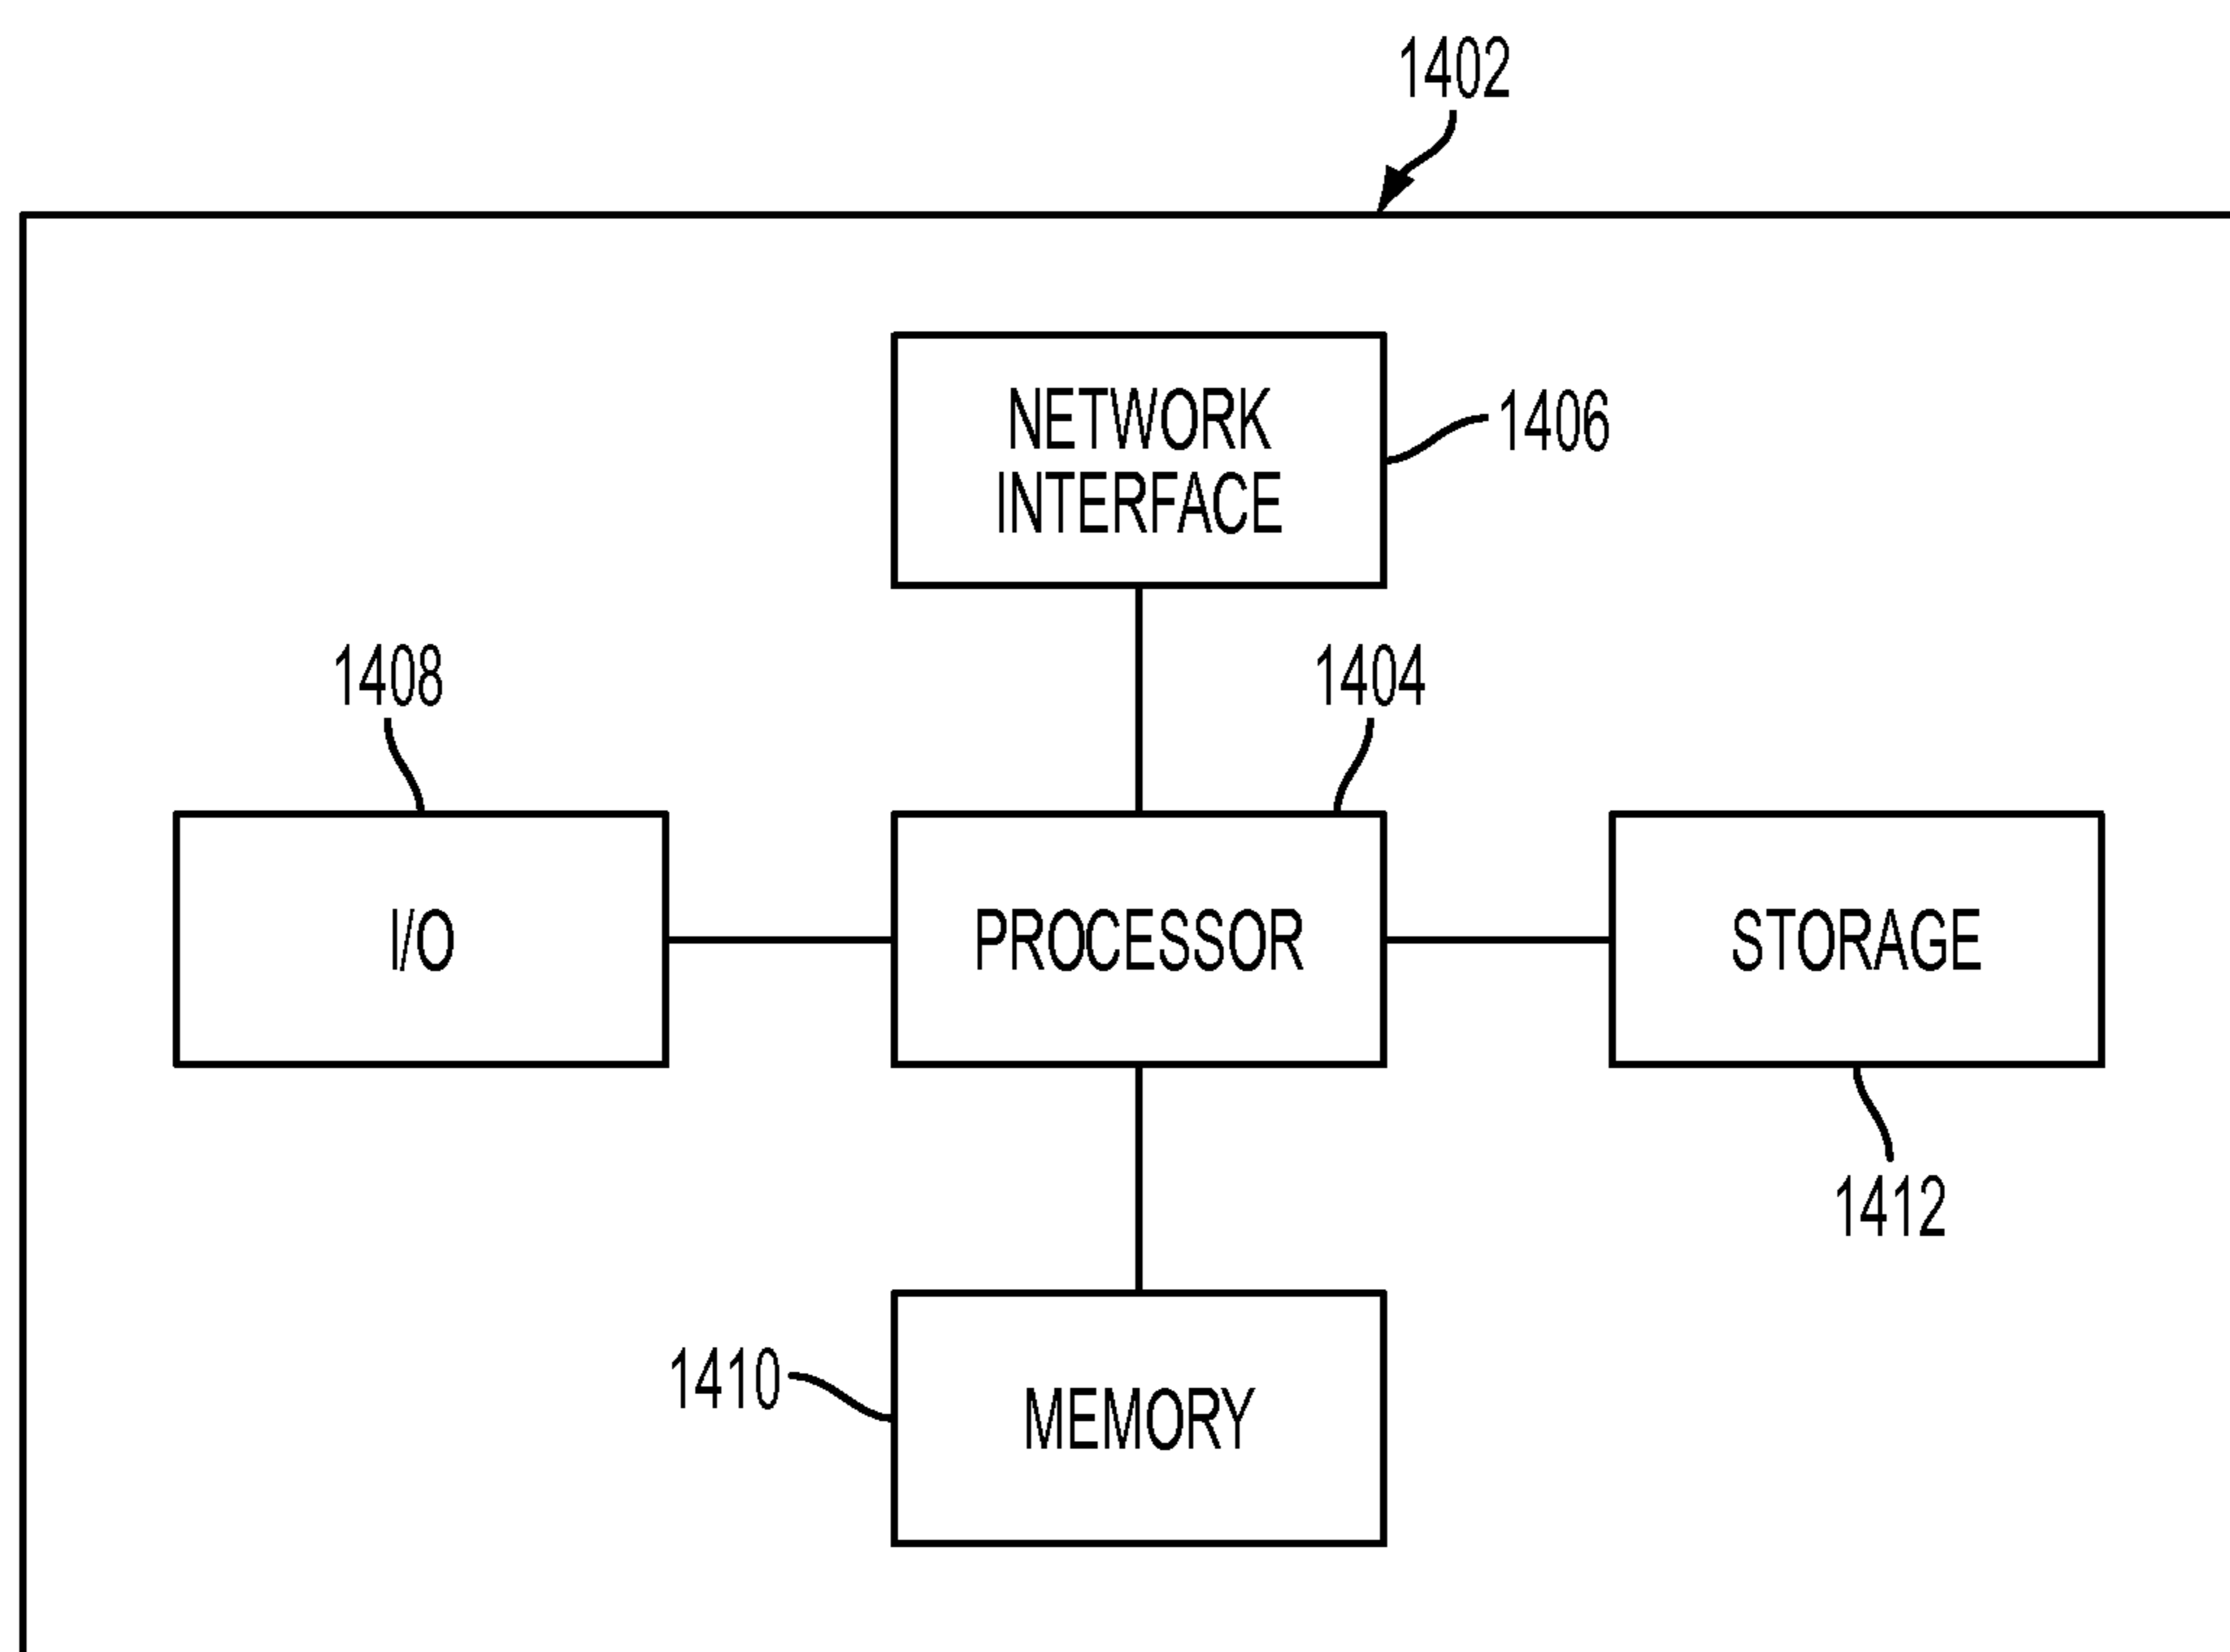 1402
NETWORK
INTERFACE
1406
1408
1404
I/O
PROCESSOR
STORAGE
1412
1410
MEMORY